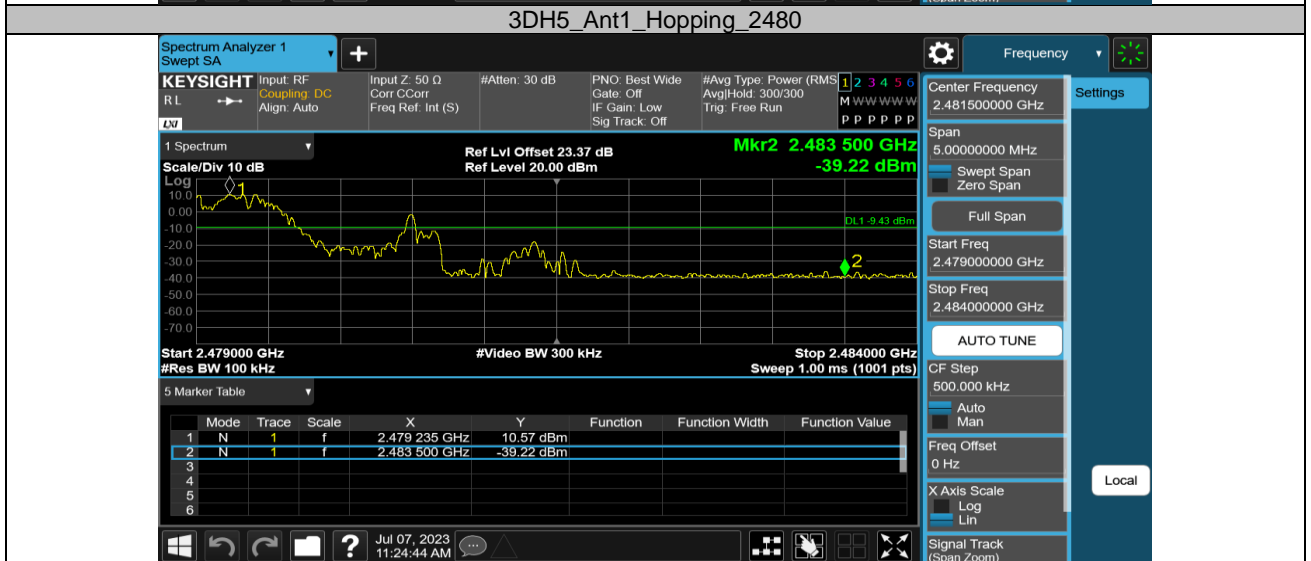 (Span Zoom)
3DH5_Ant1_Hopping_2480
Spectrum Analyzer 1
Swept SA
Frequency
KEYSIGHT
RL
LXI
Input: RF
Coupling: DC
Align: Auto
Input Z: 50 Ω
Corr CCorr
Freq Ref: Int (S)
#Atten: 30 dB
PNO: Best Wide
Gate: Off
IF Gain: Low
Sig Track: Off
#Avg Type: Power (RMS
Avg|Hold: 300/300
Trig: Free Run
1 2 3 4 5 6
M W W W W W
P P P P P P
1 Spectrum
Scale/Div 10 dB
Ref Lvl Offset 23.37 dB
Ref Level 20.00 dBm
Mkr2 2.483 500 GHz
-39.22 dBm
Log
10.0
0.00
-10.0
-20.0
-30.0
-40.0
-50.0
-60.0
-70.0
1
DL1 -9.43 dBm
2
Start 2.479000 GHz
#Video BW 300 kHz
Stop 2.484000 GHz
#Res BW 100 kHz
Sweep 1.00 ms (1001 pts)
5 Marker Table
Mode Trace Scale X Y Function Function Width Function Value
1 N 1 f 2.479 235 GHz 10.57 dBm
2 N 1 f 2.483 500 GHz -39.22 dBm
3
4
5
6
Jul 07, 2023
11:24:44 AM
Center Frequency
2.481500000 GHz
Settings
Span
5.00000000 MHz
Swept Span
Zero Span
Full Span
Start Freq
2.479000000 GHz
Stop Freq
2.484000000 GHz
AUTO TUNE
CF Step
500.000 kHz
Auto
Man
Freq Offset
0 Hz
Local
X Axis Scale
Log
Lin
Signal Track
(Span Zoom)